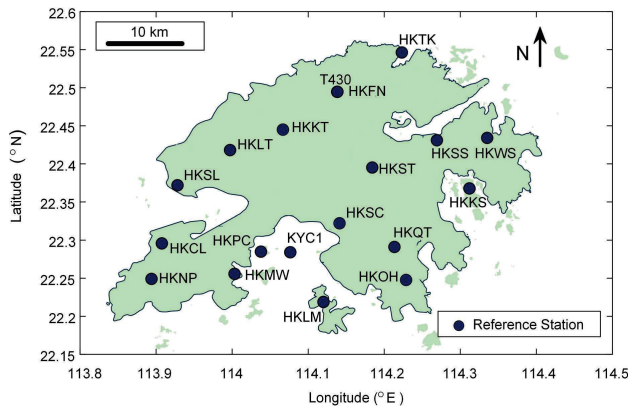 22.6
10 km
HKTK
N
22.55
T430
HKFN
22.5
22.45
HKKT
HKLT
HKSS
HKWS
22.4
HKST
HKSL
HKKS
22.35
HKSC
22.3
HKCL
HKPC
KYC1
HKQT
22.25
HKNP
HKMW
HKOH
22.2
HKLM
Reference Station
22.15
113.8
113.9
114
114.1
114.2
114.3
114.4
114.5
Latitude (°N)
Longitude (°E)